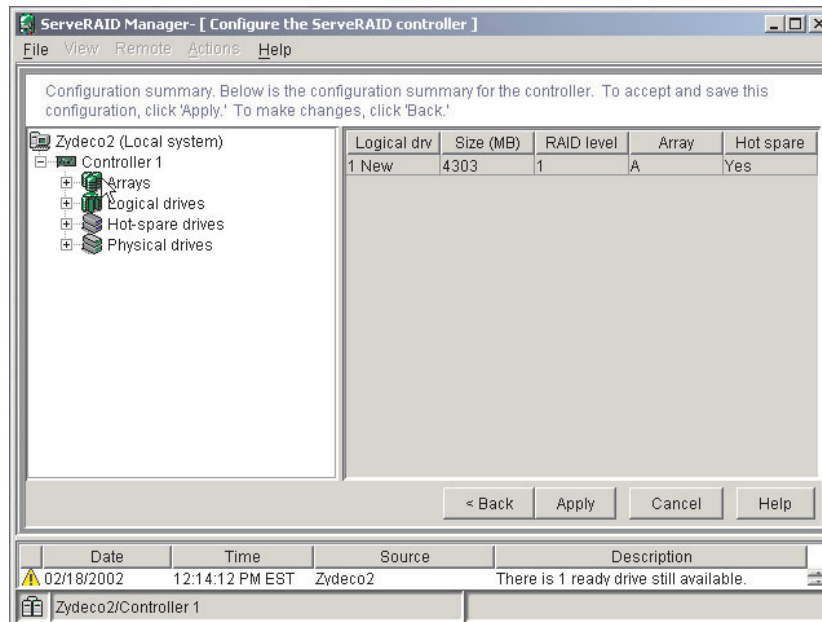 ServeRAID Manager- [ Configure the ServeRAID controller ]
File View Remote Actions Help
Configuration summary. Below is the configuration summary for the controller. To accept and save this
configuration, click 'Apply.' To make changes, click 'Back.'
Zydeco2 (Local system)
Controller 1
Arrays
Logical drives
Hot-spare drives
Physical drives
Logical drv Size (MB) RAID level Array Hot spare
1 New 4303 1 A Yes
< Back Apply Cancel Help
Date Time Source Description
02/18/2002 12:14:12 PM EST Zydeco2 There is 1 ready drive still available.
Zydeco2/Controller 1